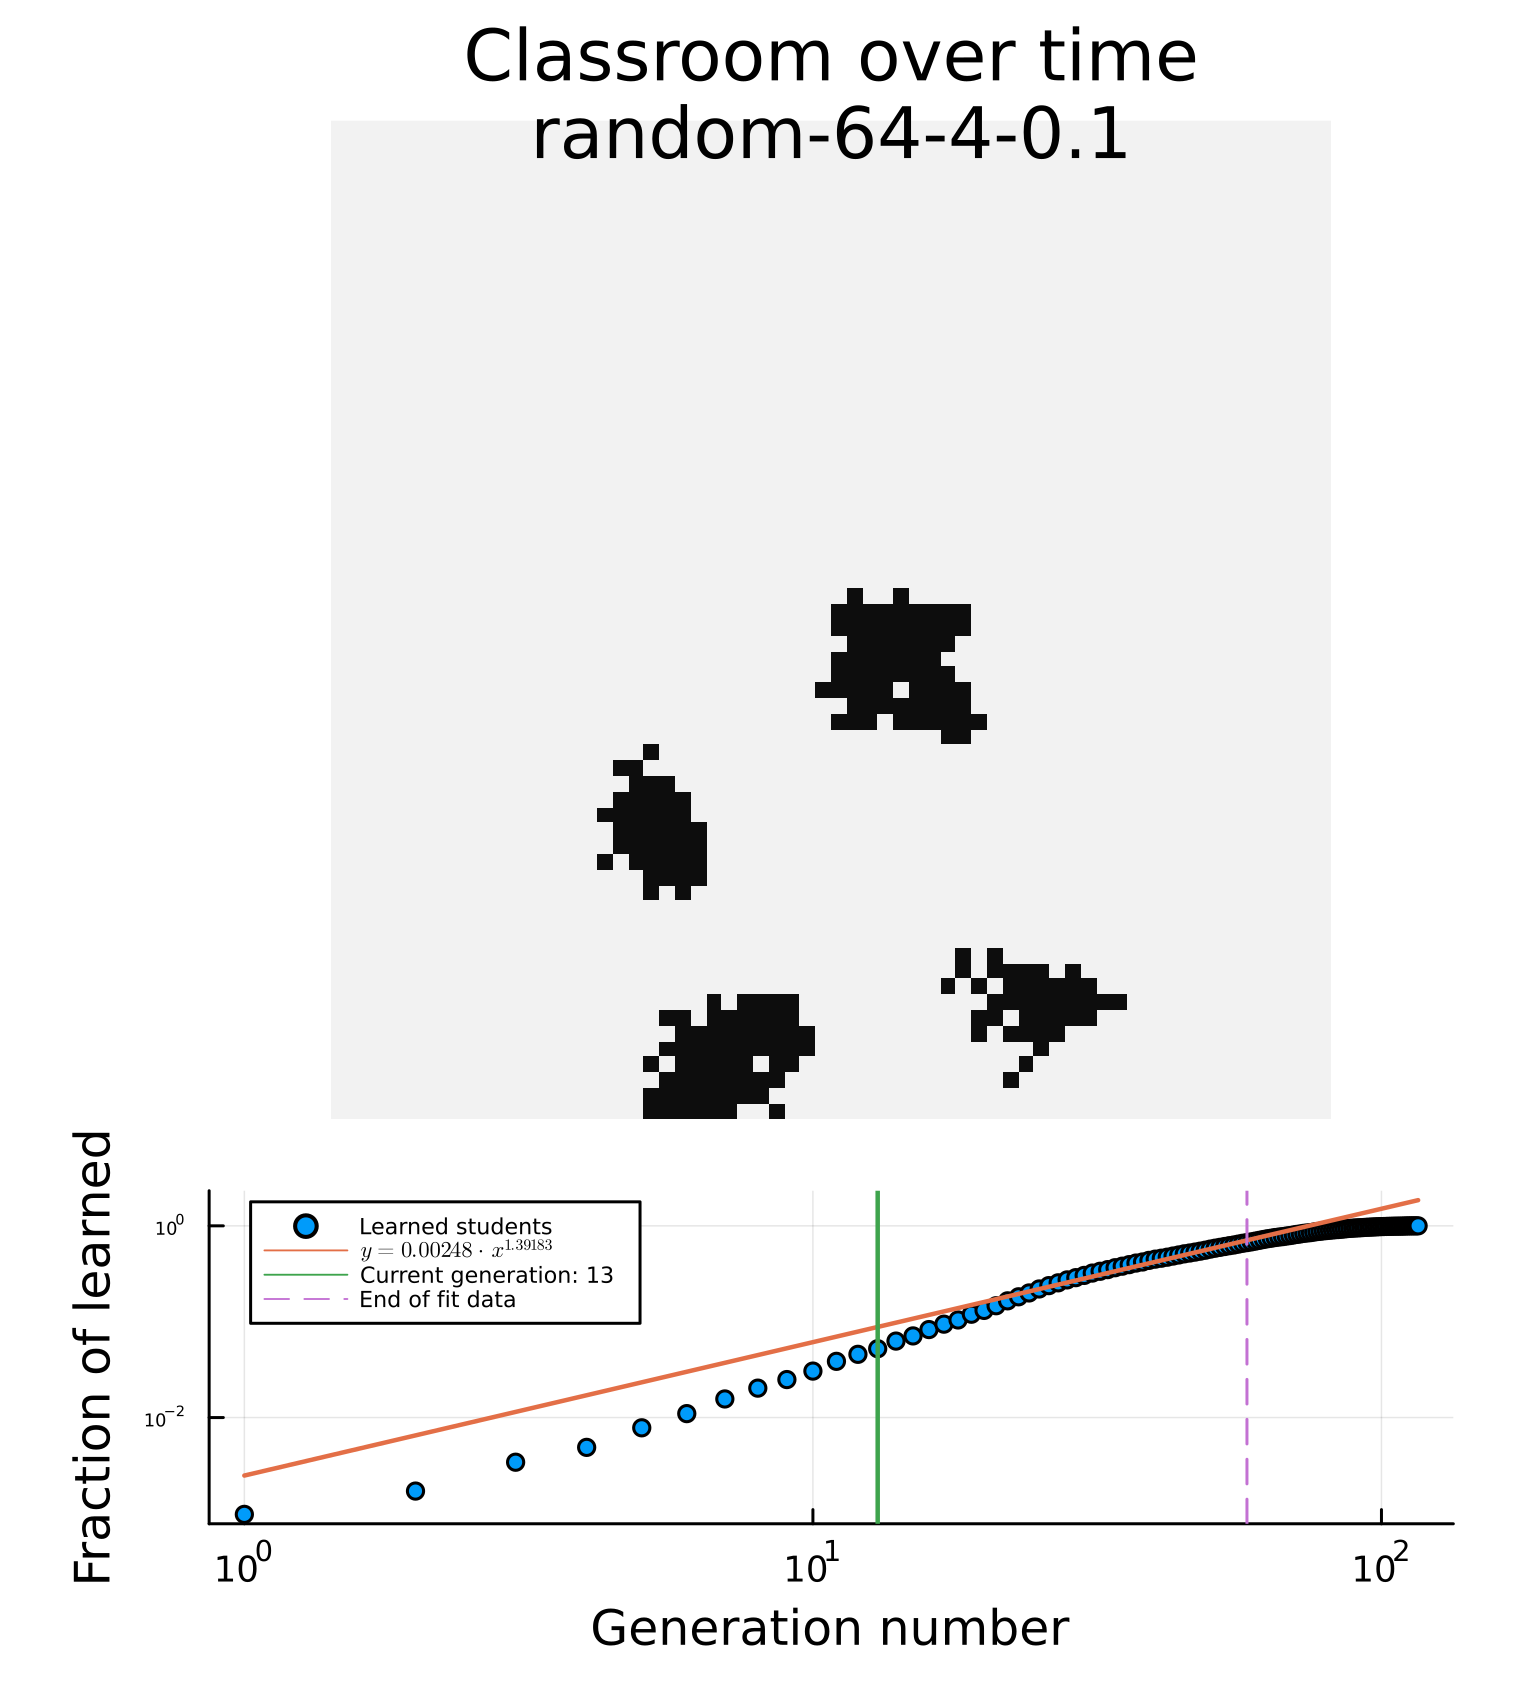 Classroom over time
random-64-4-0.1
Fraction of learned
10^0
10^-2
Learned students
y = 0.00248 · x^1.39183
Current generation: 13
End of fit data
10^0
10^1
10^2
Generation number